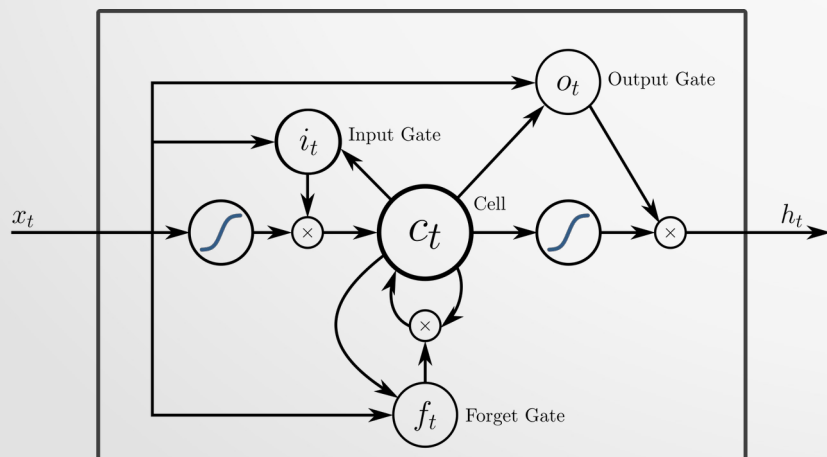 o_t Output Gate
i_t Input Gate
x_t
×
c_t
Cell
×
h_t
×
f_t Forget Gate